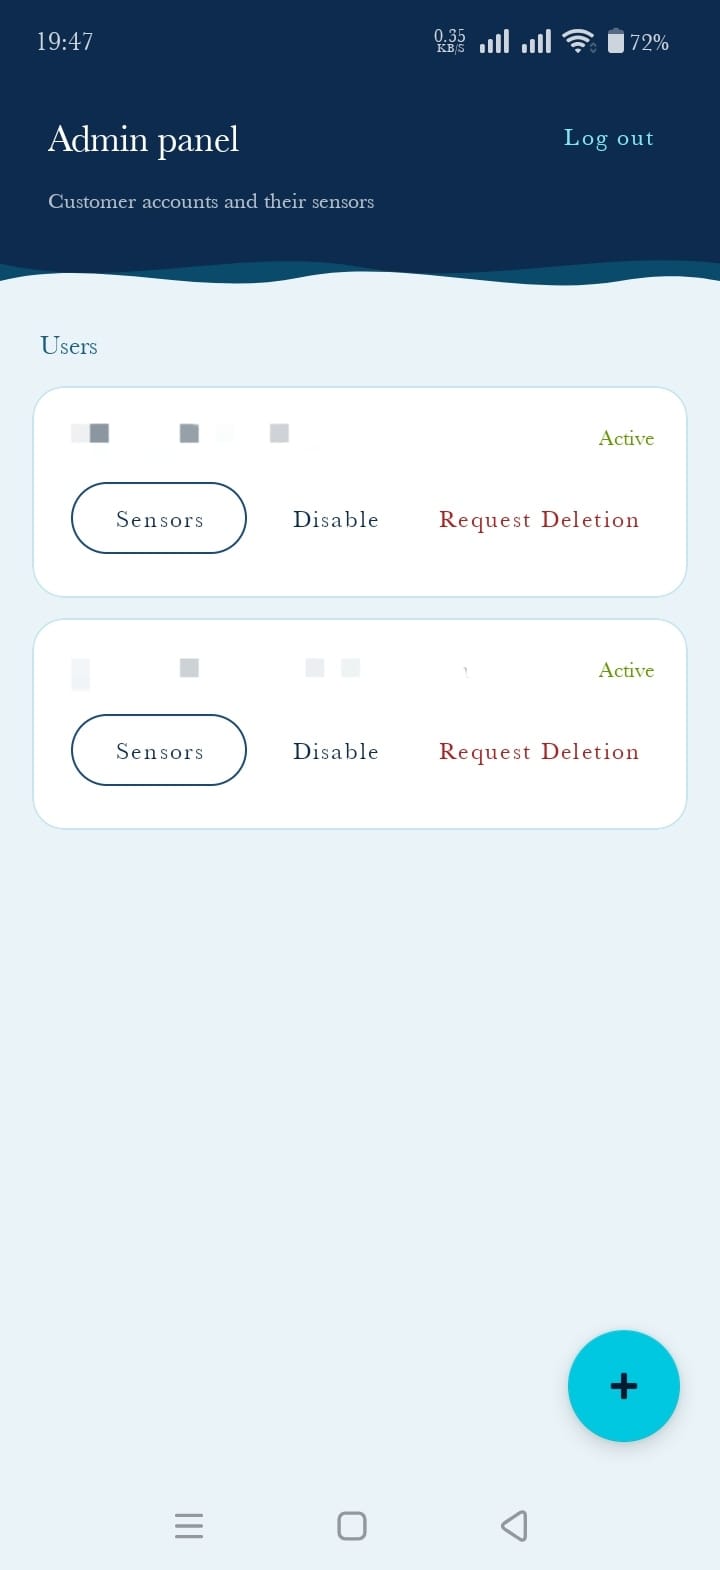 19:47 0.35 KB/S 72%
Admin panel Log out
Customer accounts and their sensors
Users
Active
Sensors Disable Request Deletion
Active
Sensors Disable Request Deletion